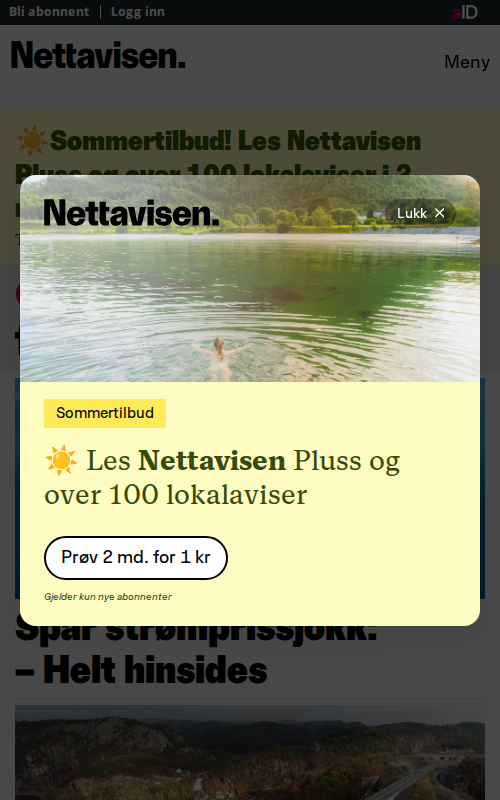 Bli abonnent | Logg inn
aID
Nettavisen.
Meny
Sommertilbud! Les Nettavisen
Pluss og over 100 lokalaviser i 2
Nettavisen.
Lukk ×
Sommertilbud
Les Nettavisen Pluss og
over 100 lokalaviser
Prøv 2 md. for 1 kr
Gjelder kun nye abonnenter
Spår strømprissjokk:
– Helt hinsides